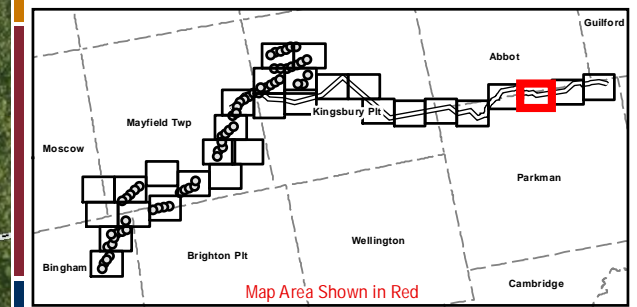 Guilford
Abbot
Mayfield Twp
Kingsbury Plt
Moscow
Parkman
Wellington
Brighton Plt
Bingham
Cambridge
Map Area Shown in Red